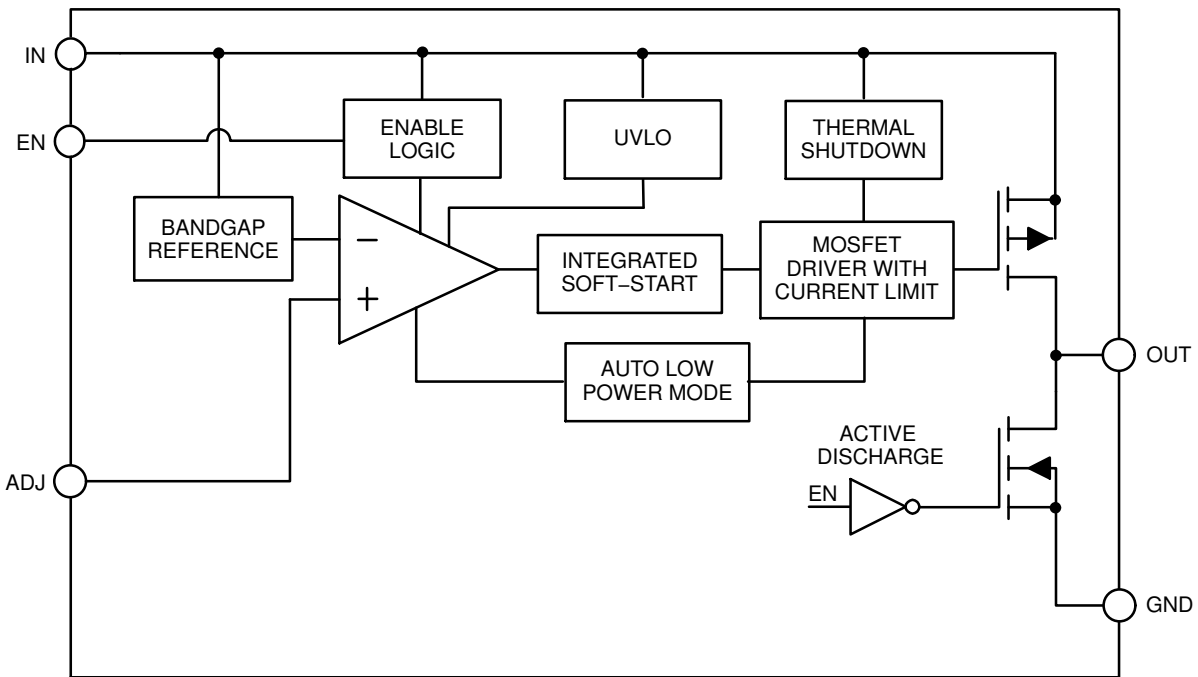 IN
EN
ENABLE
LOGIC
UVLO
THERMAL
SHUTDOWN
BANDGAP
REFERENCE
−
+
INTEGRATED
SOFT−START
MOSFET
DRIVER WITH
CURRENT LIMIT
AUTO LOW
POWER MODE
OUT
ACTIVE
DISCHARGE
ADJ
EN
GND